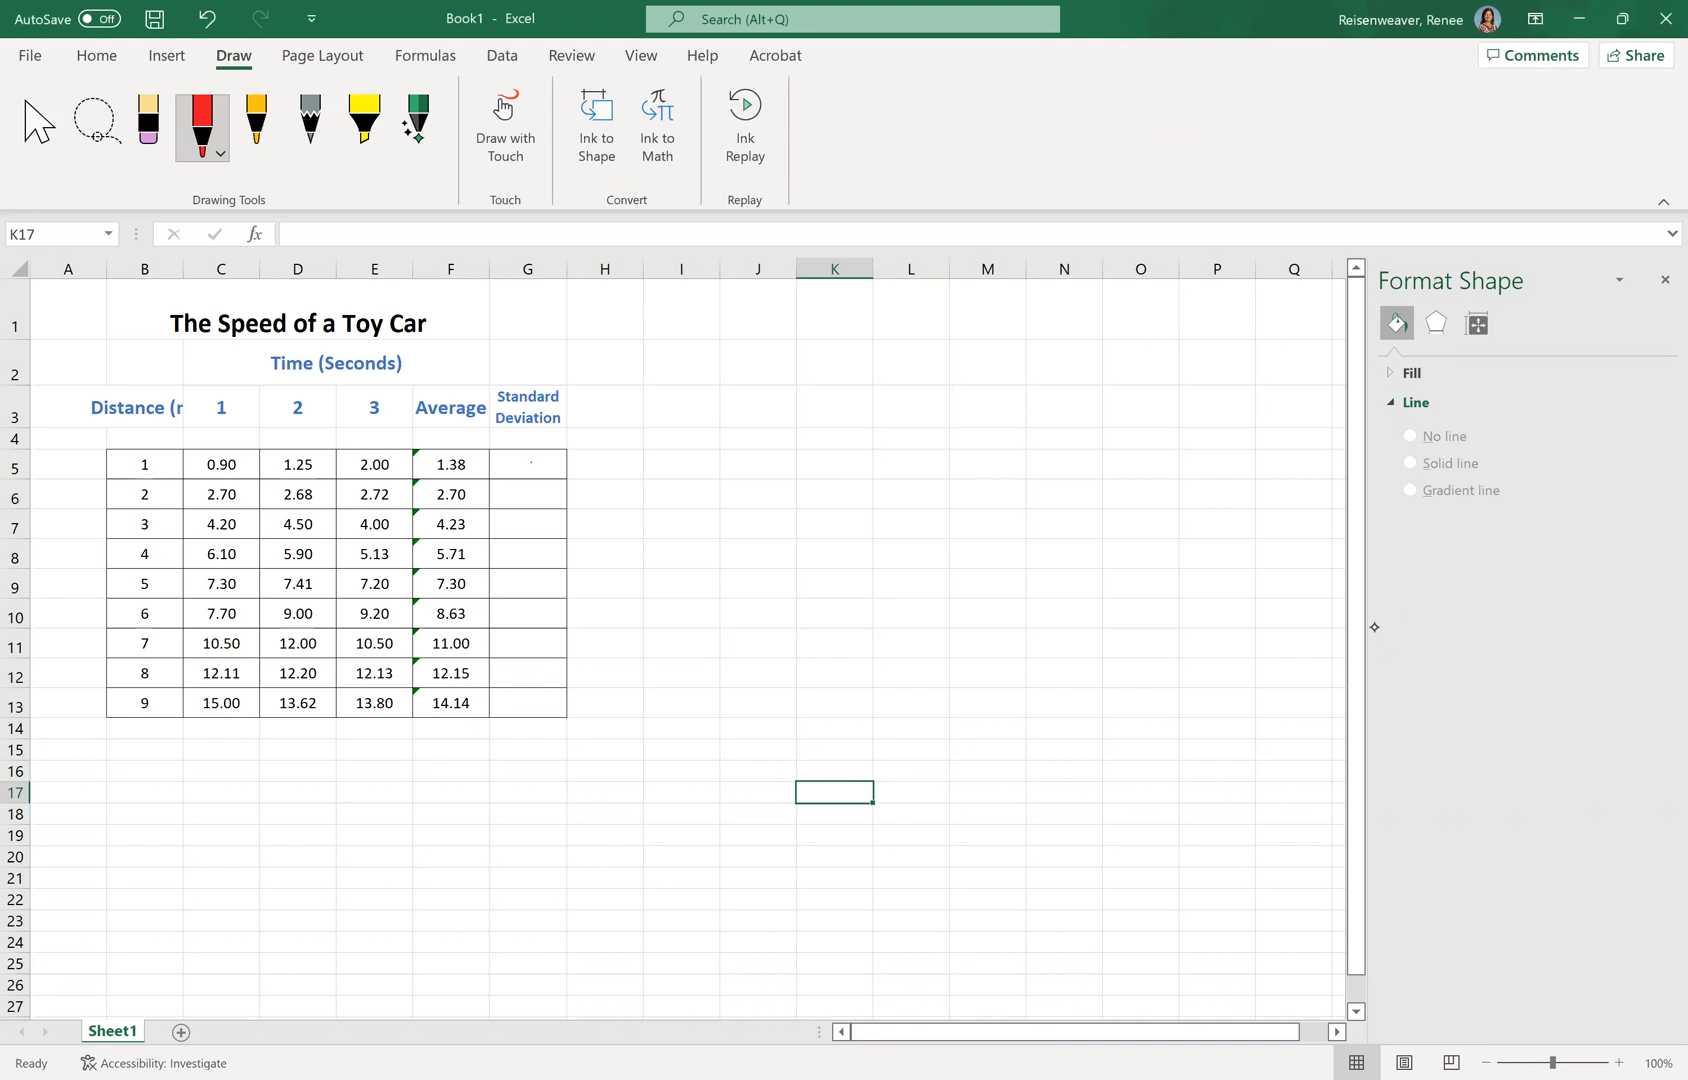 AutoSave Off Book1 - Excel Search (Alt+Q) Reisenweaver, Renee
File Home Insert Draw Page Layout Formulas Data Review View Help Acrobat Comments Share
Draw with Touch
Ink to Shape
Ink to Math
Ink Replay
Drawing Tools Touch Convert Replay
K17 fx
A B C D E F G H I J K L M N O P Q
1 The Speed of a Toy Car
2 Time (Seconds)
3 Distance (r 1 2 3 Average Standard Deviation
4
5 1 0.90 1.25 2.00 1.38
6 2 2.70 2.68 2.72 2.70
7 3 4.20 4.50 4.00 4.23
8 4 6.10 5.90 5.13 5.71
9 5 7.30 7.41 7.20 7.30
10 6 7.70 9.00 9.20 8.63
11 7 10.50 12.00 10.50 11.00
12 8 12.11 12.20 12.13 12.15
13 9 15.00 13.62 13.80 14.14
14
15
16
17
18
19
20
21
22
23
24
25
26
27
Format Shape
Fill
Line
No line
Solid line
Gradient line
Sheet1
Ready Accessibility: Investigate 100%